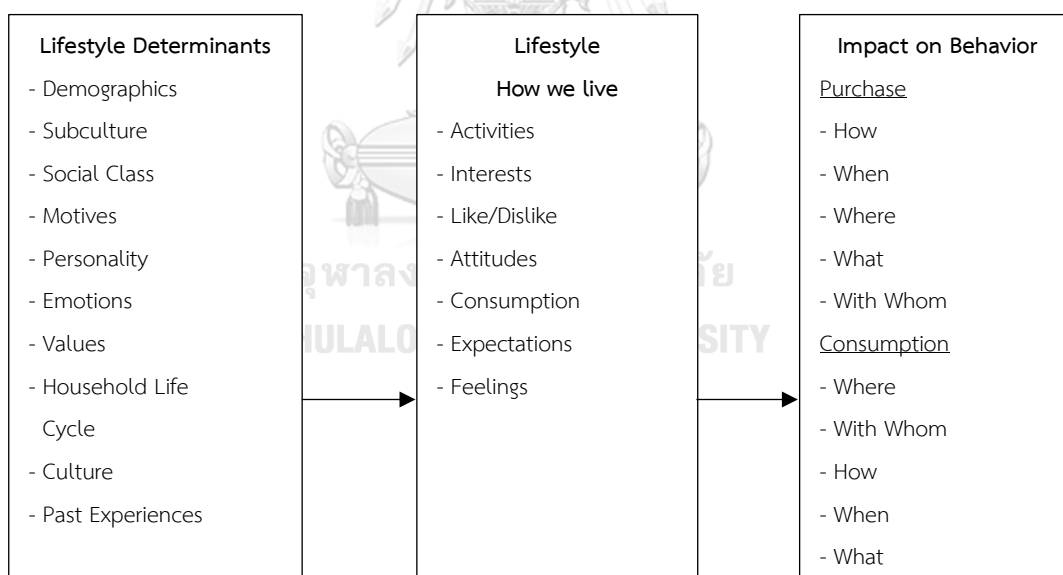 Lifestyle Determinants
- Demographics
- Subculture
- Social Class
- Motives
- Personality
- Emotions
- Values
- Household Life
Cycle
- Culture
- Past Experiences
Lifestyle
How we live
- Activities
- Interests
- Like/Dislike
- Attitudes
- Consumption
- Expectations
- Feelings
Impact on Behavior
Purchase
- How
- When
- Where
- What
- With Whom
Consumption
- Where
- With Whom
- How
- When
- What